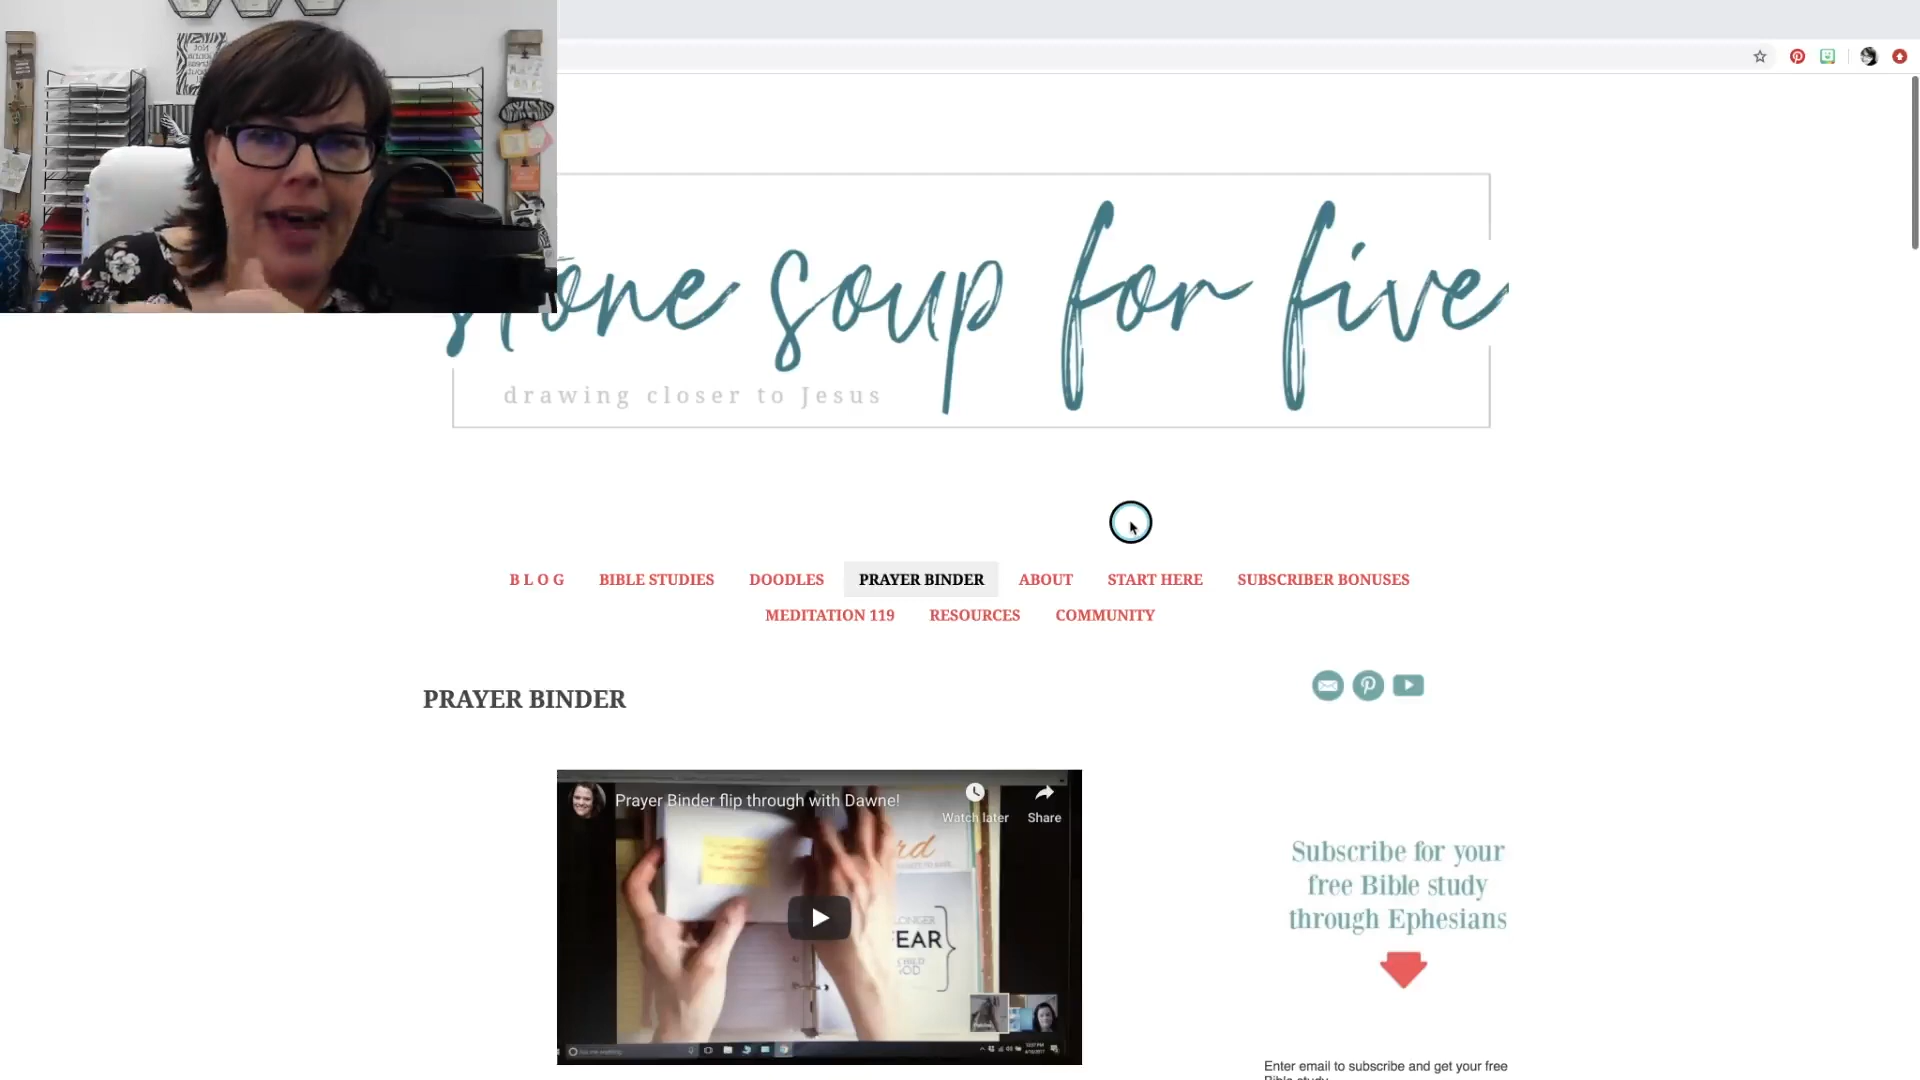 stone soup for five
drawing closer to Jesus
B L O G BIBLE STUDIES DOODLES PRAYER BINDER ABOUT START HERE SUBSCRIBER BONUSES
MEDITATION 119 RESOURCES COMMUNITY
PRAYER BINDER
Prayer Binder flip through with Dawne!
Watch later
Share
EAR
Subscribe for your
free Bible study
through Ephesians
Enter email to subscribe and get your free
Bible study